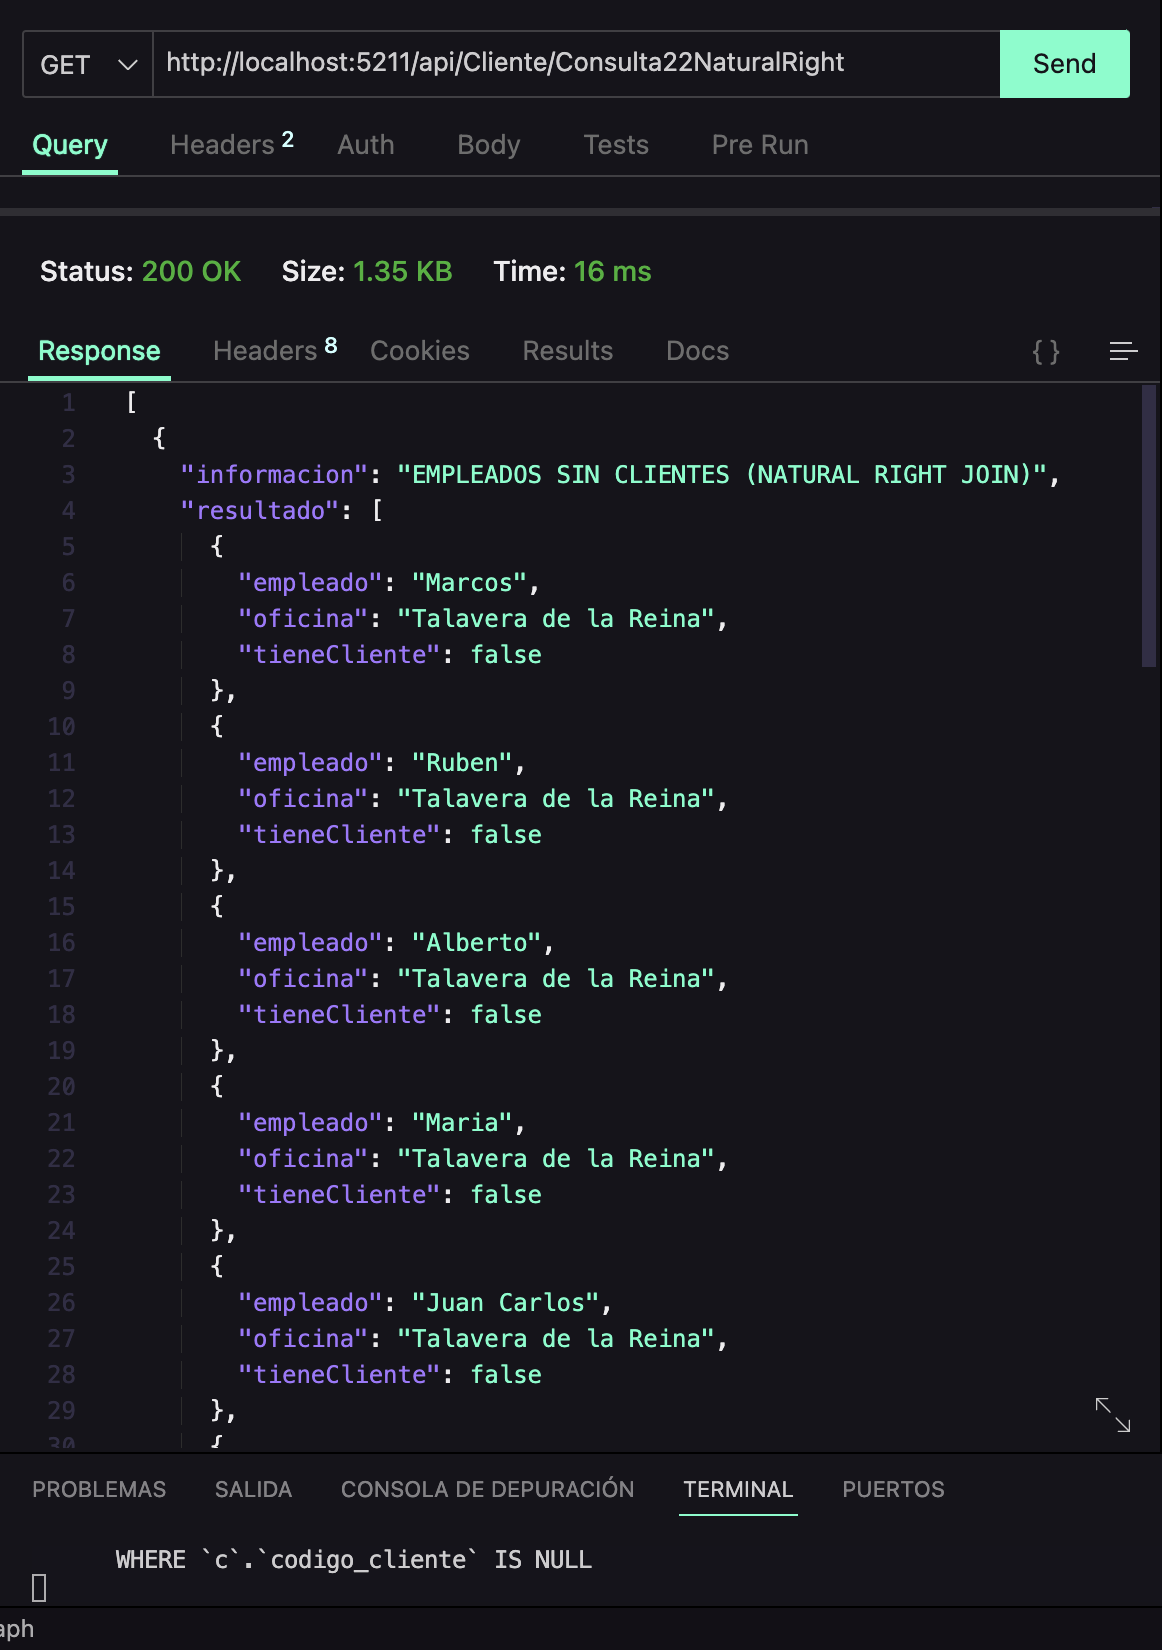 GET http://localhost:5211/api/Cliente/Consulta22NaturalRight Send
Query Headers 2 Auth Body Tests Pre Run
Status: 200 OK Size: 1.35 KB Time: 16 ms
Response Headers 8 Cookies Results Docs { }
1 [
2 {
3 "informacion": "EMPLEADOS SIN CLIENTES (NATURAL RIGHT JOIN)",
4 "resultado": [
5 {
6 "empleado": "Marcos",
7 "oficina": "Talavera de la Reina",
8 "tieneCliente": false
9 },
10 {
11 "empleado": "Ruben",
12 "oficina": "Talavera de la Reina",
13 "tieneCliente": false
14 },
15 {
16 "empleado": "Alberto",
17 "oficina": "Talavera de la Reina",
18 "tieneCliente": false
19 },
20 {
21 "empleado": "Maria",
22 "oficina": "Talavera de la Reina",
23 "tieneCliente": false
24 },
25 {
26 "empleado": "Juan Carlos",
27 "oficina": "Talavera de la Reina",
28 "tieneCliente": false
29 },
30 {
PROBLEMAS SALIDA CONSOLA DE DEPURACIÓN TERMINAL PUERTOS
WHERE `c`.`codigo_cliente` IS NULL
aph